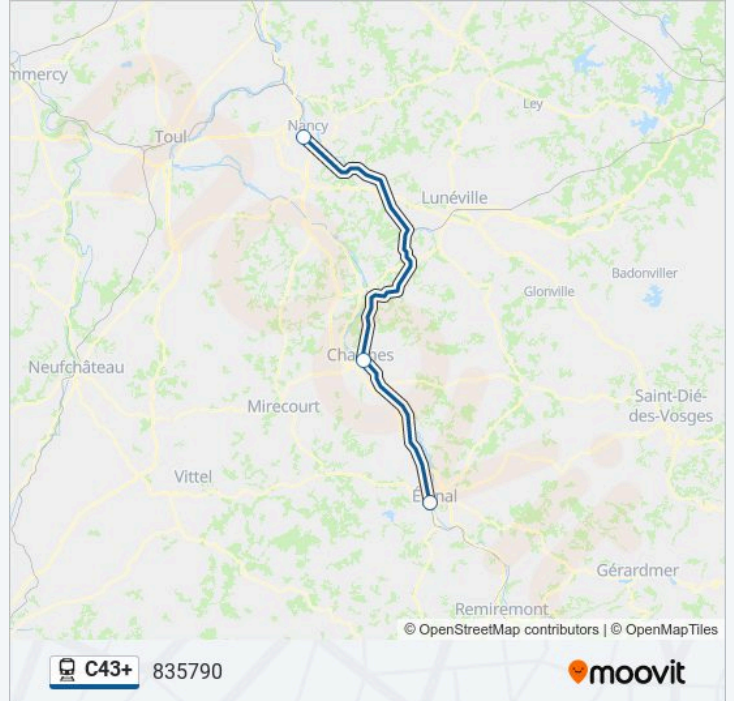 mmercy
Toul
Nancy
Ley
Lunéville
Badonviller
Glonville
Neufchâteau
Mirecourt
Saint-Dié-
des-Vosges
Vittel
Gérardmer
Remiremont
© OpenStreetMap contributors | © OpenMapTiles
C43+ 835790 moovit